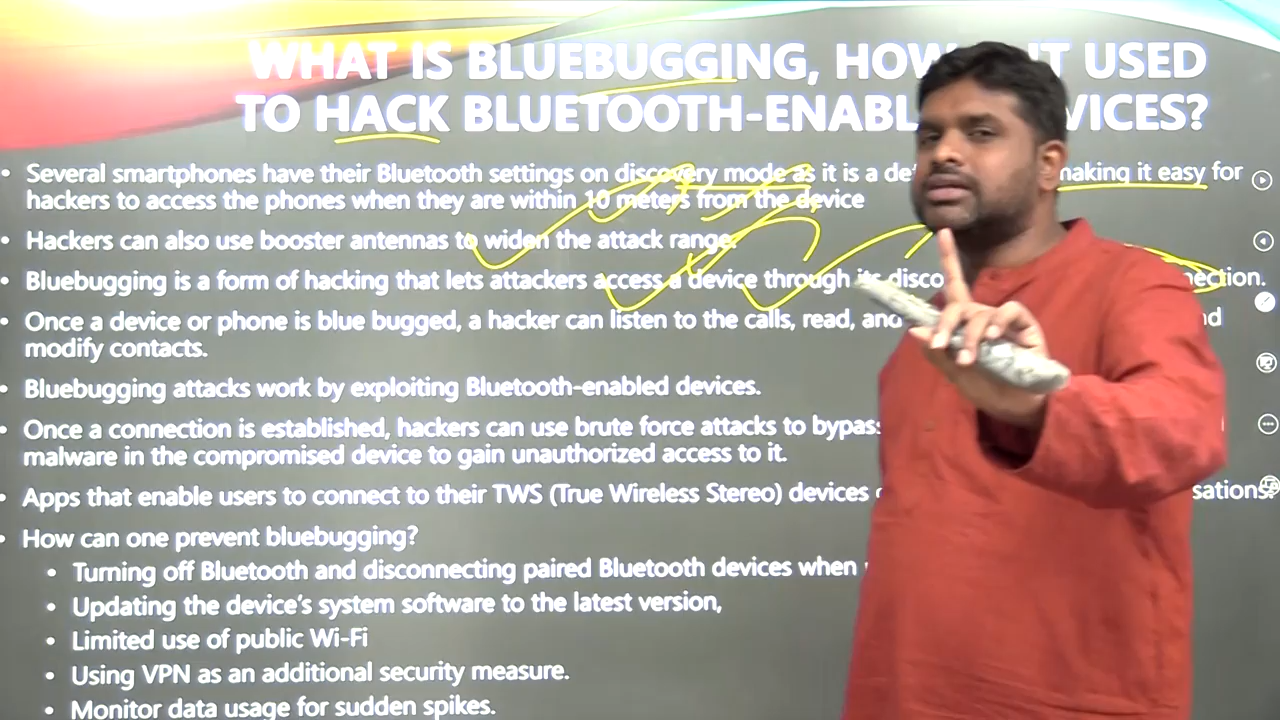 WHAT IS BLUEBUGGING, HOW IT USED
TO HACK BLUETOOTH-ENABLE VICES?
• Several smartphones have their Bluetooth settings on discovery mode as it is a def making it easy for
hackers to access the phones when they are within 10 meters from the device
• Hackers can also use booster antennas to widen the attack range.
• Bluebugging is a form of hacking that lets attackers access a device through its disco nection.
• Once a device or phone is blue bugged, a hacker can listen to the calls, read, and nd
modify contacts.
• Bluebugging attacks work by exploiting Bluetooth-enabled devices.
• Once a connection is established, hackers can use brute force attacks to bypass
malware in the compromised device to gain unauthorized access to it.
• Apps that enable users to connect to their TWS (True Wireless Stereo) devices sations.
• How can one prevent bluebugging?
• Turning off Bluetooth and disconnecting paired Bluetooth devices when
• Updating the device's system software to the latest version,
• Limited use of public Wi-Fi
• Using VPN as an additional security measure.
• Monitor data usage for sudden spikes.